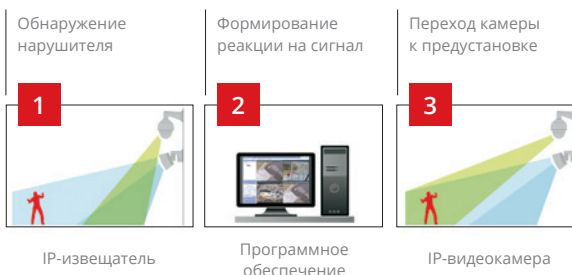 Обнаружение
нарушителя
1
IP-извещатель
Формирование
реакции на сигнал
2
Программное
обеспечение
Переход камеры
к предустановке
3
IP-видеокамера